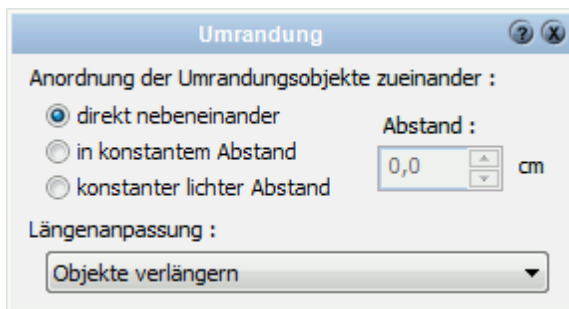 Umrandung
Anordnung der Umrandungsobjekte zueinander :
direkt nebeneinander
Abstand :
in konstantem Abstand
0,0 cm
konstanter lichter Abstand
Längenanpassung :
Objekte verlängern